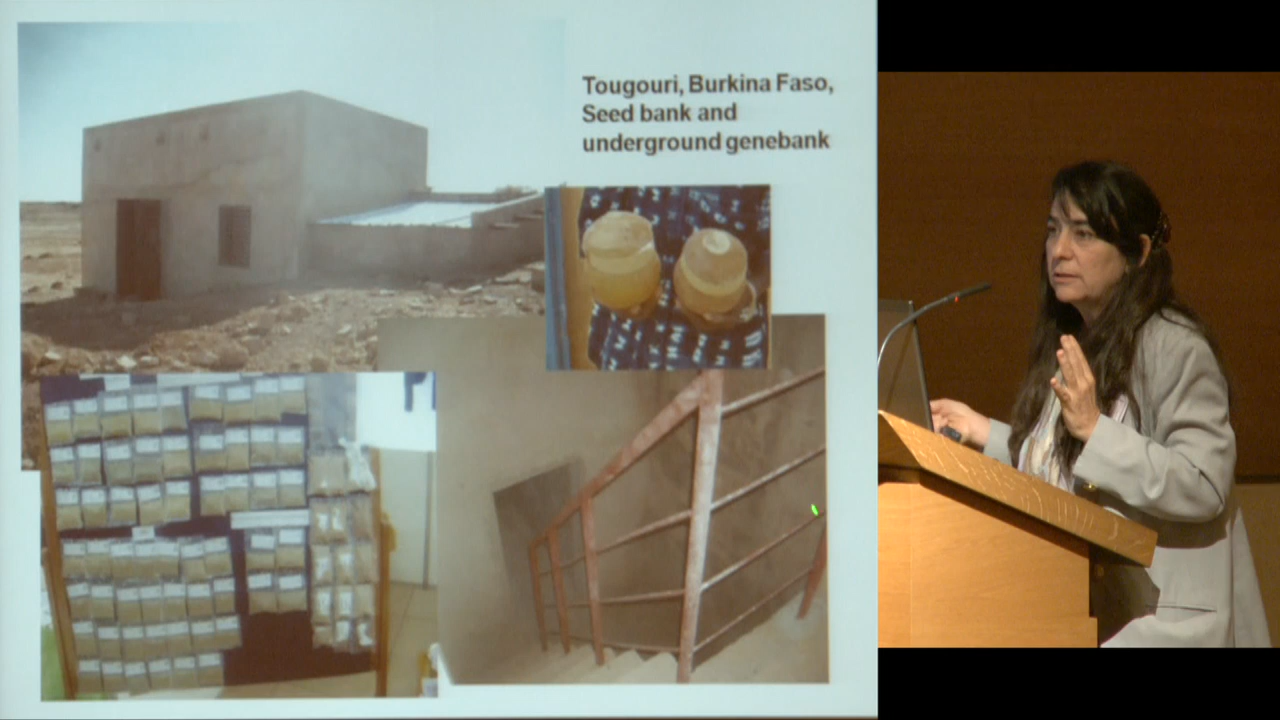 Tougouri, Burkina Faso,
Seed bank and
underground genebank